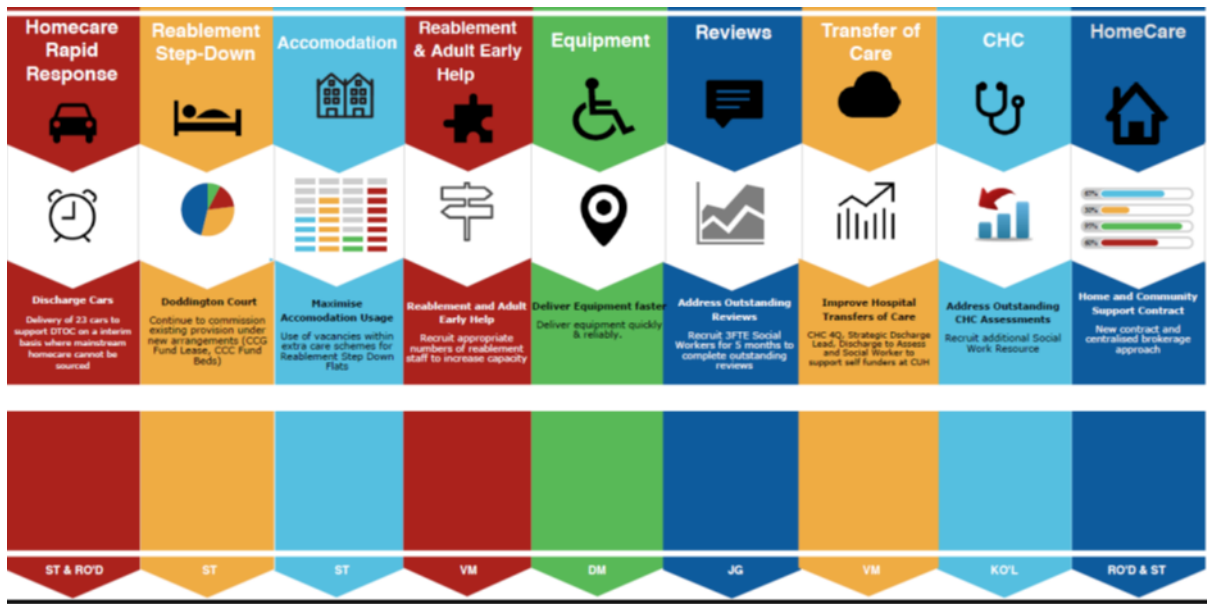 Homecare
Rapid
Response
Reablement
Step-Down
Accomodation
Reablement
& Adult Early
Help
Equipment
Reviews
Transfer of
Care
CHC
HomeCare
Discharge Cars
Delivery of 23 cars to
support DTOC on a interim
basis where mainstream
homecare cannot be
sourced
Doddington Court
Continue to commission
existing provision under
new arrangements (CCG
Fund Lease, CCC Fund
Beds)
Maximise
Accomodation Usage
Use of vacancies within
extra care schemes for
Reablement Step Down
Flats
Reablement and Adult
Early Help
Recruit appropriate
numbers of reablement
staff to increase capacity
Deliver Equipment faster
Deliver equipment quickly
& reliably.
Address Outstanding
Reviews
Recruit 3FTE Social
Workers for 5 months to
complete outstanding
reviews
Improve Hospital
Transfers of Care
CHC 4Q, Strategic Discharge
Lead, Discharge to Assess
and Social Worker to
support self funders at CUH
Address Outstanding
CHC Assessments
Recruit additional Social
Work Resource
Home and Community
Support Contract
New contract and
centralised brokerage
approach
ST & RO'D
ST
ST
VM
DM
JG
VM
KO'L
RO'D & ST